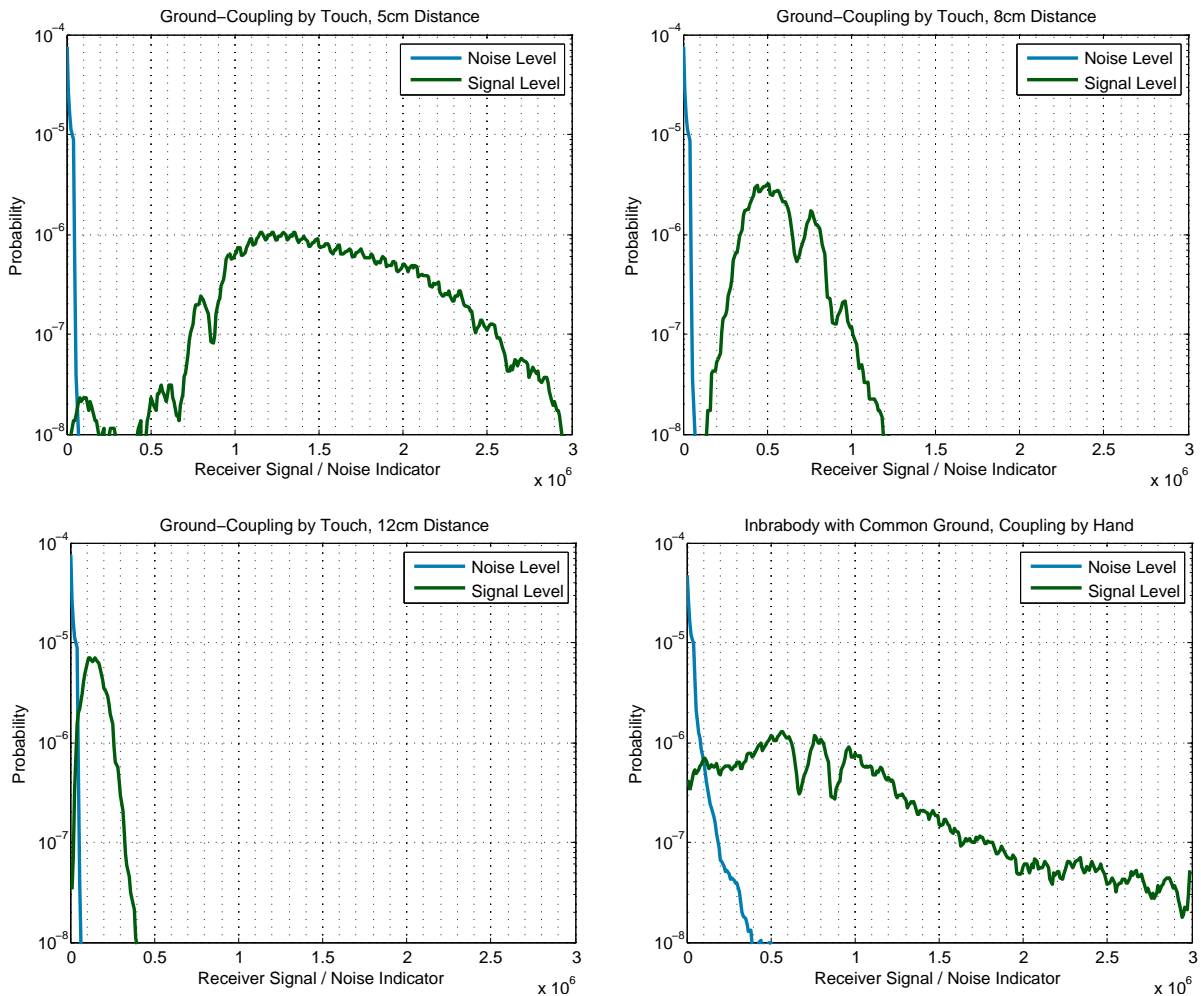 Ground−Coupling by Touch, 5cm Distance
10−4
10−5
10−6
10−7
10−8
Probability
Noise Level
Signal Level
0 0.5 1 1.5 2 2.5 3
x 10^6
Receiver Signal / Noise Indicator
Ground−Coupling by Touch, 8cm Distance
10−4
10−5
10−6
10−7
10−8
Probability
Noise Level
Signal Level
0 0.5 1 1.5 2 2.5 3
x 10^6
Receiver Signal / Noise Indicator
Ground−Coupling by Touch, 12cm Distance
10−4
10−5
10−6
10−7
10−8
Probability
Noise Level
Signal Level
0 0.5 1 1.5 2 2.5 3
x 10^6
Receiver Signal / Noise Indicator
Inbrabody with Common Ground, Coupling by Hand
10−4
10−5
10−6
10−7
10−8
Probability
Noise Level
Signal Level
0 0.5 1 1.5 2 2.5 3
x 10^6
Receiver Signal / Noise Indicator